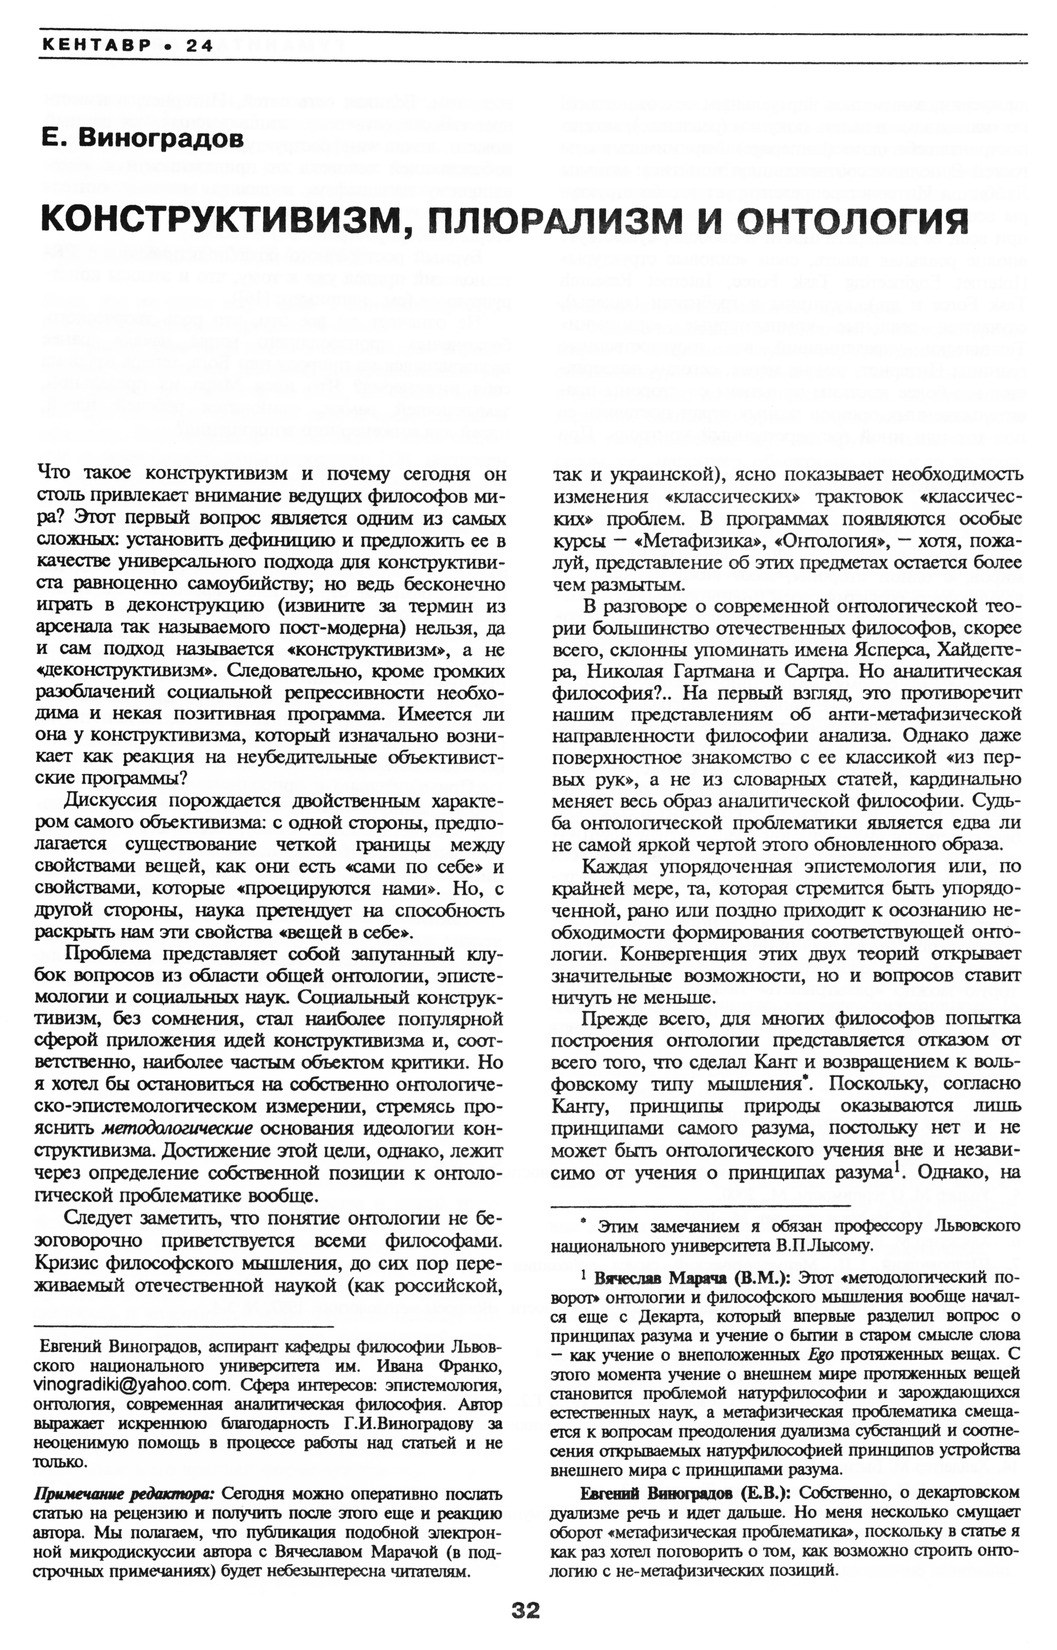 КЕНТАВР • 24
Е. Виноградов
КОНСТРУКТИВИЗМ, ПЛЮРАЛИЗМ И ОНТОЛОГИЯ
Что такое конструктивизм и почему сегодня он
столь привлекает внимание ведущих философов ми-
ра? Этот первый вопрос является одним из самых
сложных: установить дефиницию и предложить ее в
качестве универсального подхода для конструктиви-
ста равноценно самоубийству; но ведь бесконечно
играть в деконструкцию (извините за термин из
арсенала так называемого пост-модерна) нельзя, да
и сам подход называется «конструктивизм», а не
«деконструктивизм». Следовательно, кроме громких
разоблачений социальной репрессивности необхо-
дима и некая позитивная программа. Имеется ли
она у конструктивизма, который изначально возни-
кает как реакция на неубедительные объективист-
ские программы?
Дискуссия порождается двойственным характе-
ром самого объективизма: с одной стороны, предпо-
лагается существование четкой границы между
свойствами вещей, как они есть «сами по себе» и
свойствами, которые «проецируются нами». Но, с
другой стороны, наука претендует на способность
раскрыть нам эти свойства «вещей в себе».
Проблема представляет собой запутанный клу-
бок вопросов из области общей онтологии, эписте-
мологии и социальных наук. Социальный конструк-
тивизм, без сомнения, стал наиболее популярной
сферой приложения идей конструктивизма и, соот-
ветственно, наиболее частым объектом критики. Но
я хотел бы остановиться на собственно онтологиче-
ско-эпистемологическом измерении, стремясь про-
яснить методологические основания идеологии кон-
структивизма. Достижение этой цели, однако, лежит
через определение собственной позиции к онтоло-
гической проблематике вообще.
Следует заметить, что понятие онтологии не бе-
зоговорочно приветствуется всеми философами.
Кризис философского мышления, до сих пор пере-
живаемый отечественной наукой (как российской,
Евгений Виноградов, аспирант кафедры философии Львов-
ского национального университета им. Ивана Франко,
vinogradiki@yahoo.com. Сфера интересов: эпистемология,
онтология, современная аналитическая философия. Автор
выражает искреннюю благодарность Г.И.Виноградову за
неоценимую помощь в процессе работы над статьей и не
только.
Примечание редактора: Сегодня можно оперативно послать
статью на рецензию и получить после этого еще и реакцию
автора. Мы полагаем, что публикация подобной электрон-
ной микродискуссии автора с Вячеславом Марачой (в под-
строчных примечаниях) будет небезынтересна читателям.
так и украинской), ясно показывает необходимость
изменения «классических» трактовок «классичес-
ких» проблем. В программах появляются особые
курсы — «Метафизика», «Онтология», — хотя, пожа-
луй, представление об этих предметах остается более
чем размытым.
В разговоре о современной онтологической тео-
рии большинство отечественных философов, скорее
всего, склонны упоминать имена Ясперса, Хайдегге-
ра, Николая Гартмана и Сартра. Но аналитическая
философия?.. На первый взгляд, это противоречит
нашим представлениям об анти-метафизической
направленности философии анализа. Однако даже
поверхностное знакомство с ее классикой «из пер-
вых рук», а не из словарных статей, кардинально
меняет весь образ аналитической философии. Судь-
ба онтологической проблематики является едва ли
не самой яркой чертой этого обновленного образа.
Каждая упорядоченная эпистемология или, по
крайней мере, та, которая стремится быть упорядо-
ченной, рано или поздно приходит к осознанию не-
обходимости формирования соответствующей онто-
логии. Конвергенция этих двух теорий открывает
значительные возможности, но и вопросов ставит
ничуть не меньше.
Прежде всего, для многих философов попытка
построения онтологии представляется отказом от
всего того, что сделал Кант и возвращением к воль-
фовскому типу мышления*. Поскольку, согласно
Канту, принципы природы оказываются лишь
принципами самого разума, постольку нет и не
может быть онтологического учения вне и незави-
симо от учения о принципах разума¹. Однако, на
* Этим замечанием я обязан профессору Львовского
национального университета В.П.Лысому.
¹ Вячеслав Марача (В.М.): Этот «методологический по-
ворот» онтологии и философского мышления вообще начал-
ся еще с Декарта, который впервые разделил вопрос о
принципах разума и учение о бытии в старом смысле слова
— как учение о внеположенных Ego протяженных вещах. С
этого момента учение о внешнем мире протяженных вещей
становится проблемой натурфилософии и зарождающихся
естественных наук, а метафизическая проблематика смеща-
ется к вопросам преодоления дуализма субстанций и соотне-
сения открываемых натурфилософией принципов устройства
внешнего мира с принципами разума.
Евгений Виноградов (Е.В.): Собственно, о декартовском
дуализме речь и идет дальше. Но меня несколько смущает
оборот «метафизическая проблематика», поскольку в статье я
как раз хотел поговорить о том, как возможно строить онто-
логию с не-метафизических позиций.
32